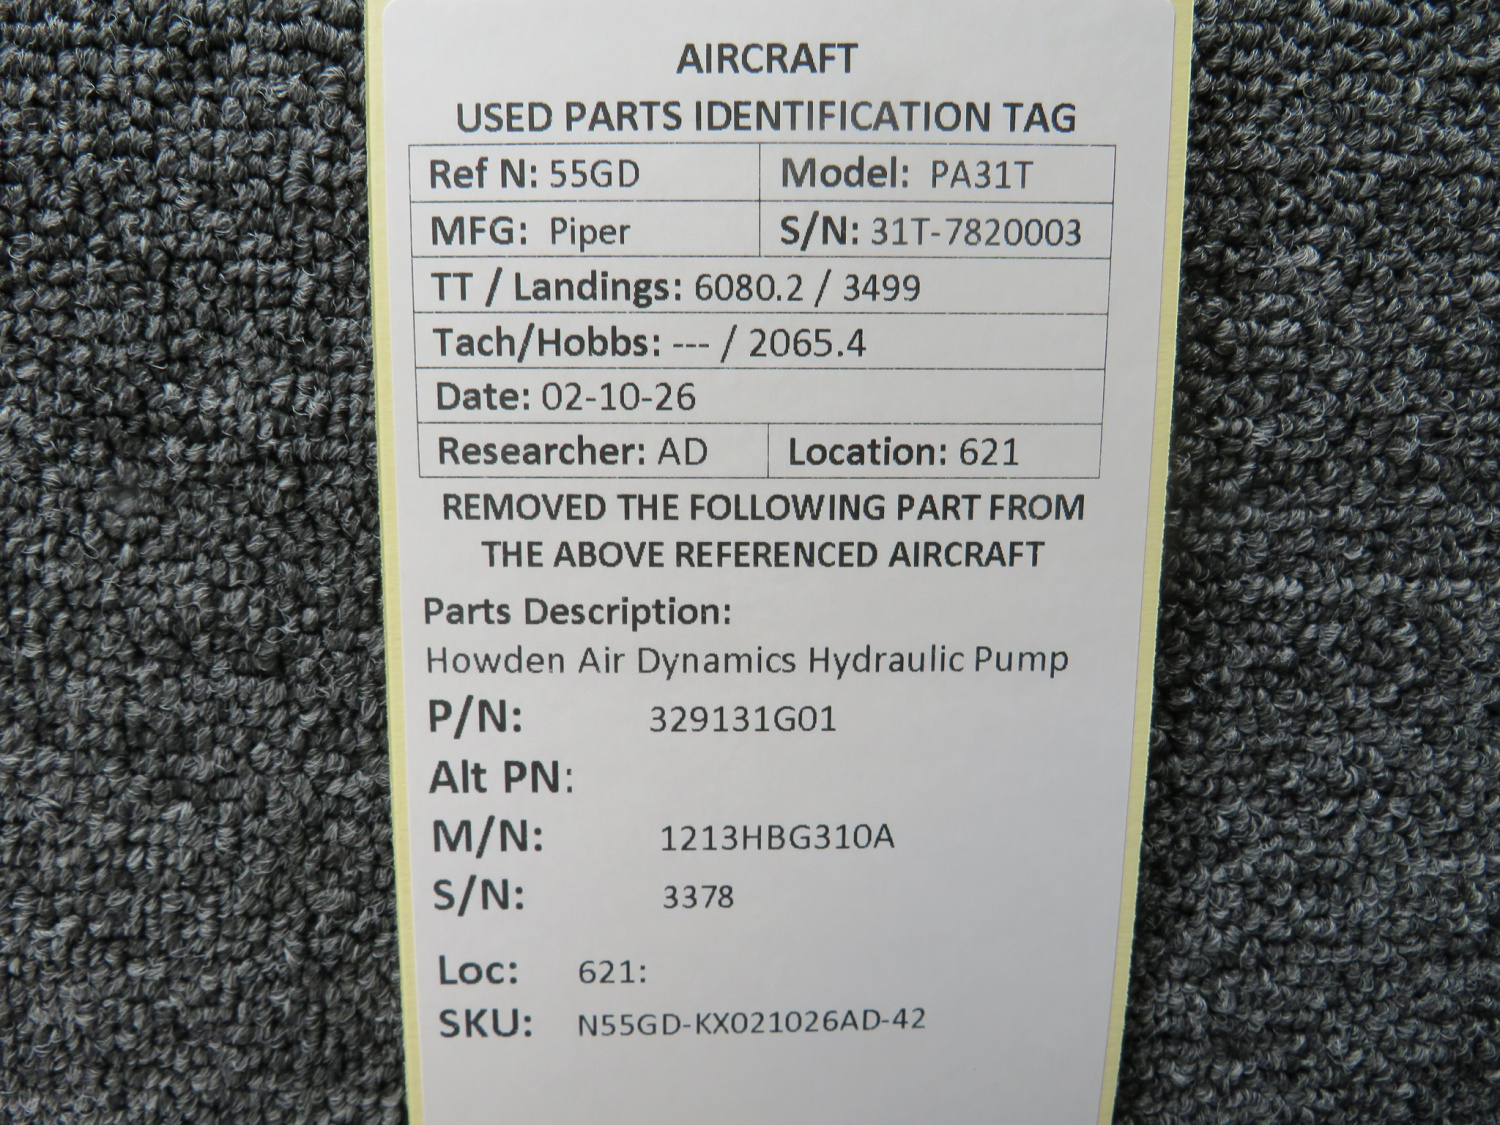 AIRCRAFT
USED PARTS IDENTIFICATION TAG
Ref N: 55GD Model: PA31T
MFG: Piper S/N: 31T-7820003
TT / Landings: 6080.2 / 3499
Tach/Hobbs: --- / 2065.4
Date: 02-10-26
Researcher: AD Location: 621
REMOVED THE FOLLOWING PART FROM
THE ABOVE REFERENCED AIRCRAFT
Parts Description:
Howden Air Dynamics Hydraulic Pump
P/N: 329131G01
Alt PN:
M/N: 1213HBG310A
S/N: 3378
Loc: 621:
SKU: N55GD-KX021026AD-42